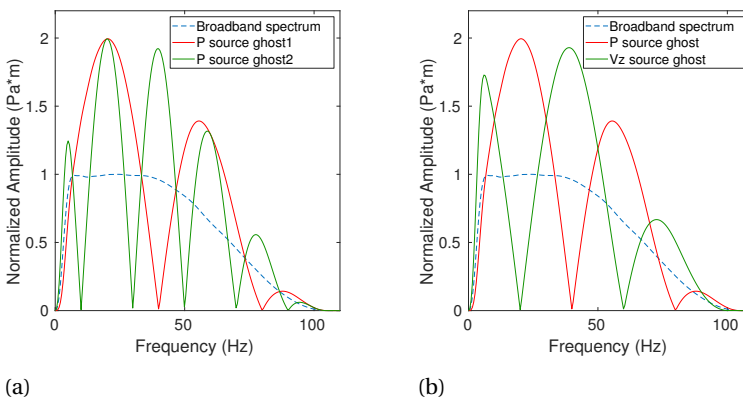 Broadband spectrum
P source ghost1
P source ghost2
2
1.5
1
0.5
0
Normalized Amplitude (Pa*m)
0
50
100
Frequency (Hz)
(a)
Broadband spectrum
P source ghost
Vz source ghost
2
1.5
1
0.5
0
Normalized Amplitude (Pa*m)
0
50
100
Frequency (Hz)
(b)